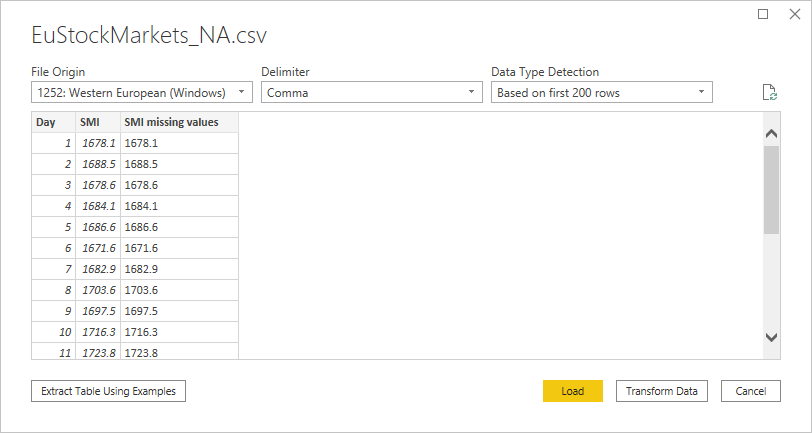 EuStockMarkets_NA.csv
File Origin Delimiter Data Type Detection
1252: Western European (Windows) Comma Based on first 200 rows
Day SMI SMI missing values
1 1678.1 1678.1
2 1688.5 1688.5
3 1678.6 1678.6
4 1684.1 1684.1
5 1686.6 1686.6
6 1671.6 1671.6
7 1682.9 1682.9
8 1703.6 1703.6
9 1697.5 1697.5
10 1716.3 1716.3
11 1723.8 1723.8
Extract Table Using Examples Load Transform Data Cancel